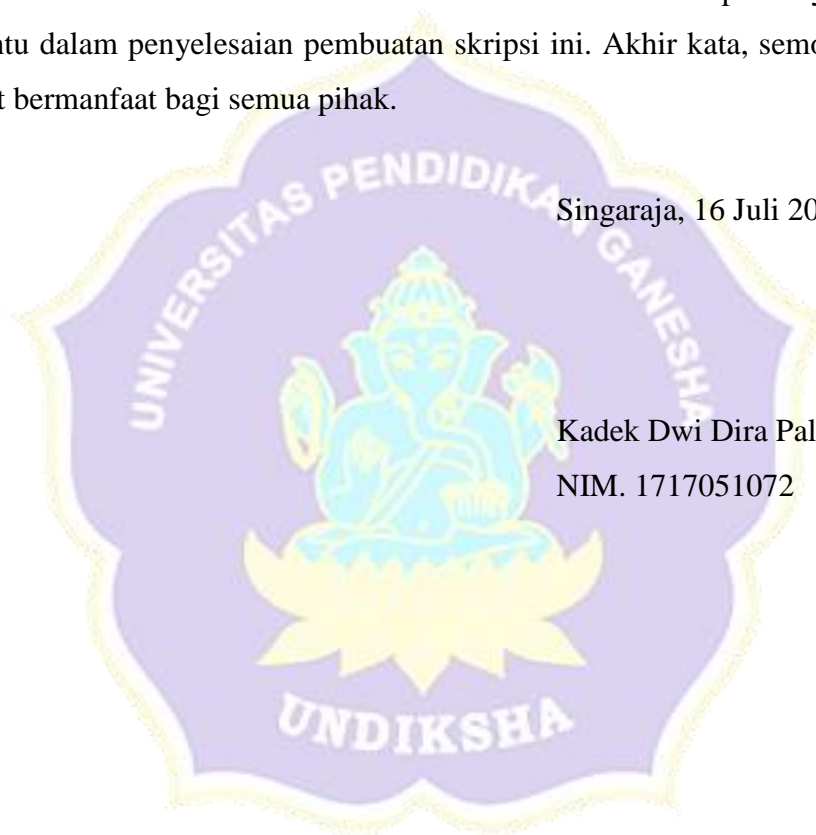 ntu dalam penyelesaian pembuatan skripsi ini. Akhir kata, semo
t bermanfaat bagi semua pihak.
Singaraja, 16 Juli 20
UNIVERSITAS PENDIDIKAN GANESHA
Kadek Dwi Dira Pal
NIM. 1717051072
UNDIKSHA